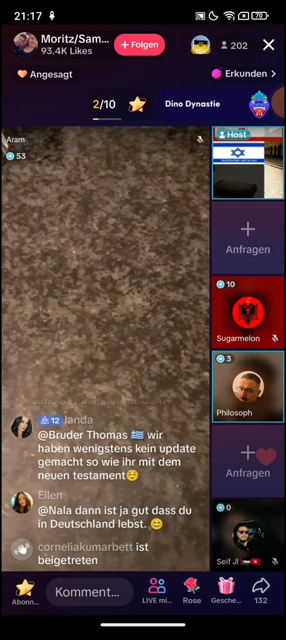 21:17
70
Moritz/Sam...
93.4K Likes
+ Folgen
202
Angesagt
Erkunden >
2/10
Dino Dynastie
Aram
53
Host
Anfragen
10
Sugarmelon
3
Philosoph
Anfragen
0
Seif Jl
12 landa
@Bruder Thomas 🇬🇷 wir
haben wenigstens kein update
gemacht so wie ihr mit dem
neuen testament☺️
Ellen
@Nala dann ist ja gut dass du
in Deutschland lebst. 😊
corneliakumarbett ist
beigetreten
Abonn...
Komment...
LIVE mi...
Rose
Gesche...
132